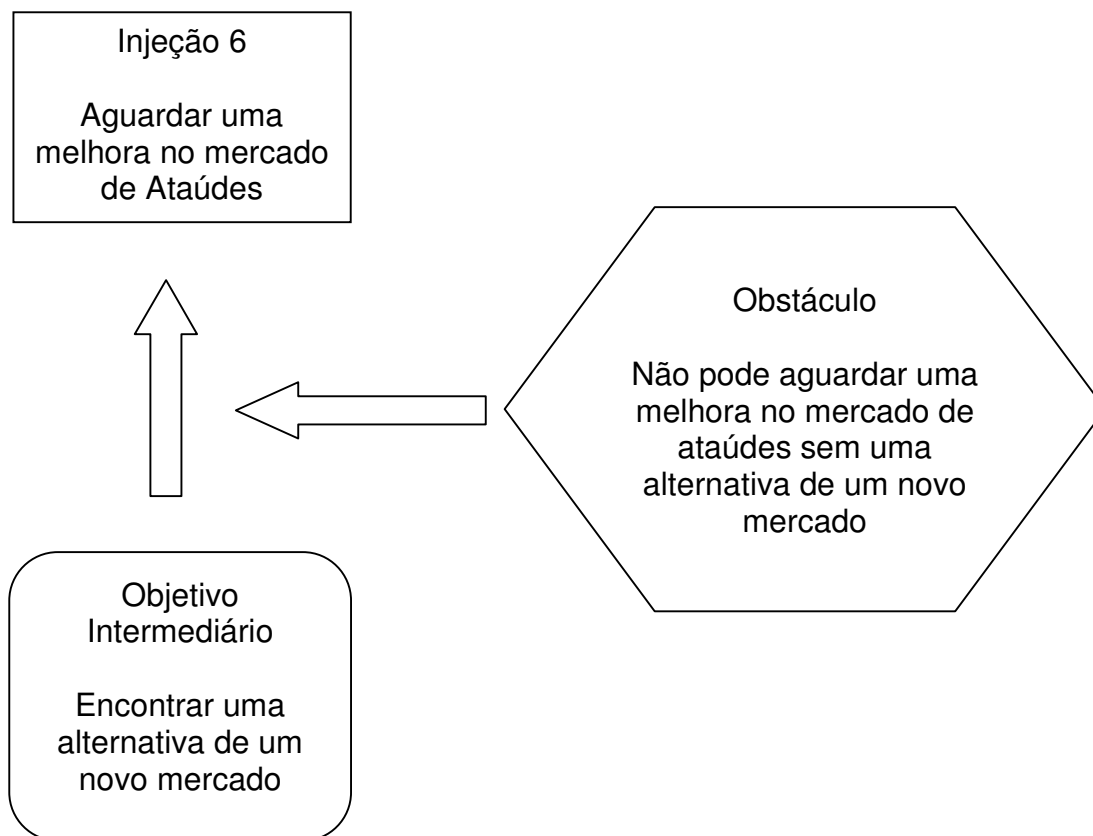 Injeção 6
Aguardar uma
melhora no mercado
de Ataúdes
Obstáculo
Não pode aguardar uma
melhora no mercado de
ataúdes sem uma
alternativa de um novo
mercado
Objetivo
Intermediário
Encontrar uma
alternativa de um
novo mercado